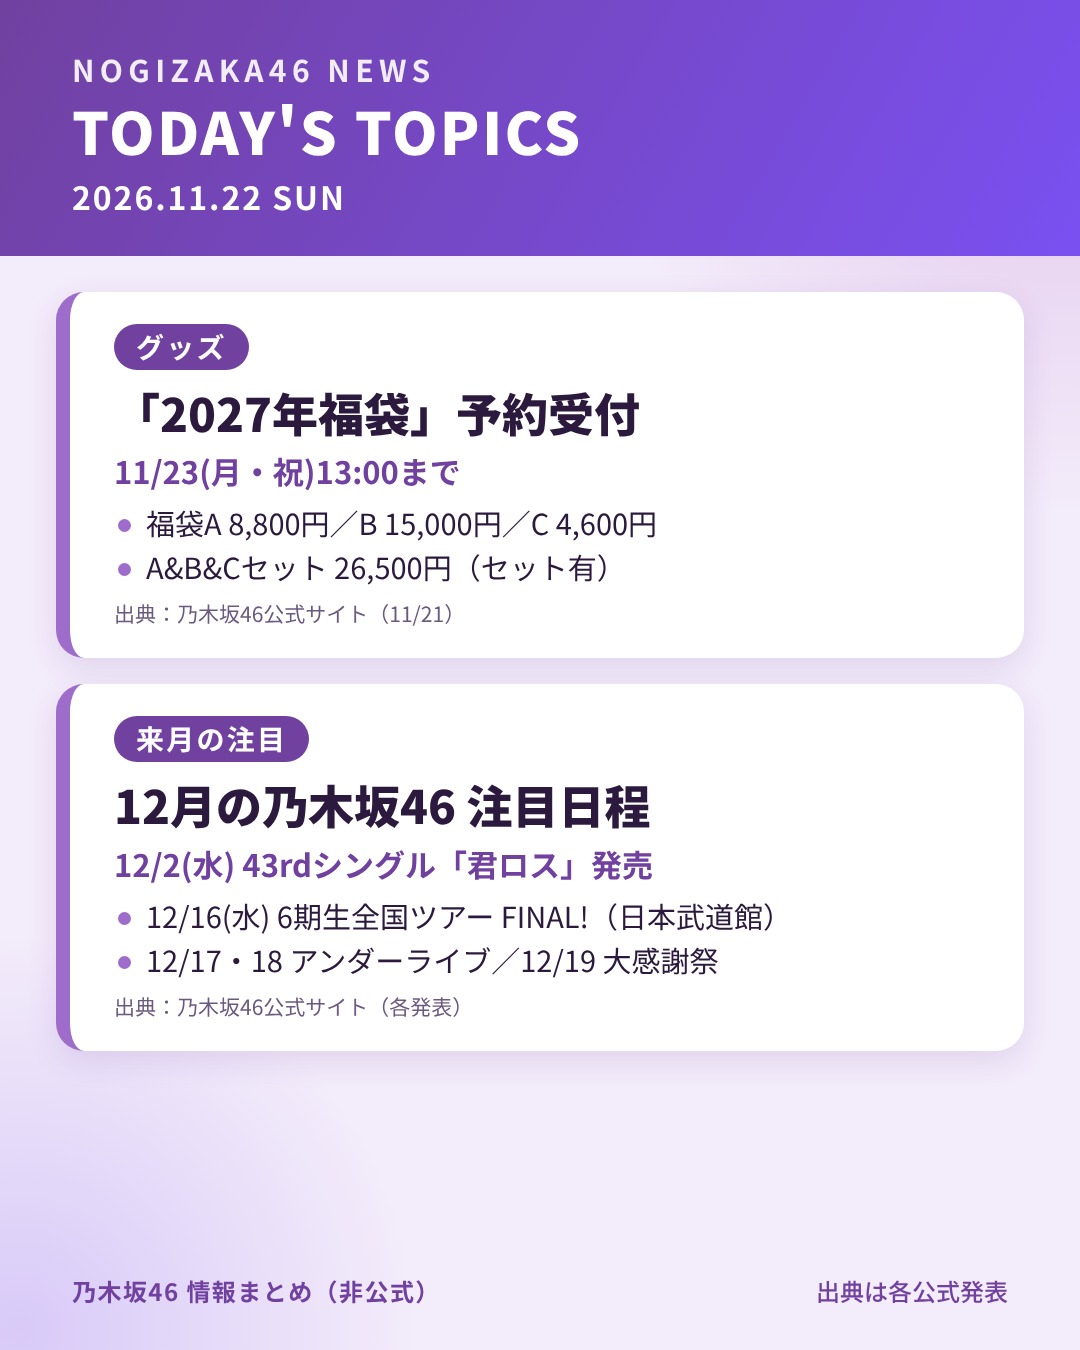 NOGIZAKA46 NEWS
TODAY'S TOPICS
2026.11.22 SUN
グッズ
「2027年福袋」予約受付
11/23(月・祝)13:00まで
福袋A 8,800円／B 15,000円／C 4,600円
A&B&Cセット 26,500円（セット有）
出典：乃木坂46公式サイト（11/21）
来月の注目
12月の乃木坂46 注目日程
12/2(水) 43rdシングル「君ロス」発売
12/16(水) 6期生全国ツアー FINAL!（日本武道館）
12/17・18 アンダーライブ／12/19 大感謝祭
出典：乃木坂46公式サイト（各発表）
乃木坂46 情報まとめ（非公式）
出典は各公式発表